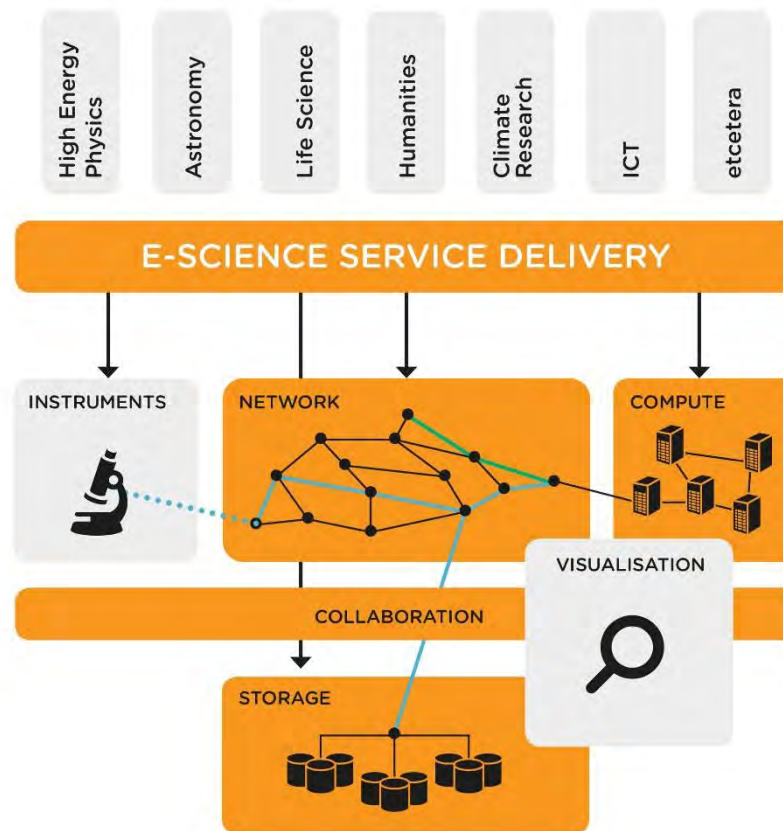 High Energy
Physics
Astronomy
Life Science
Humanities
Climate
Research
ICT
etcetera
E-SCIENCE SERVICE DELIVERY
INSTRUMENTS
NETWORK
COMPUTE
VISUALISATION
COLLABORATION
STORAGE